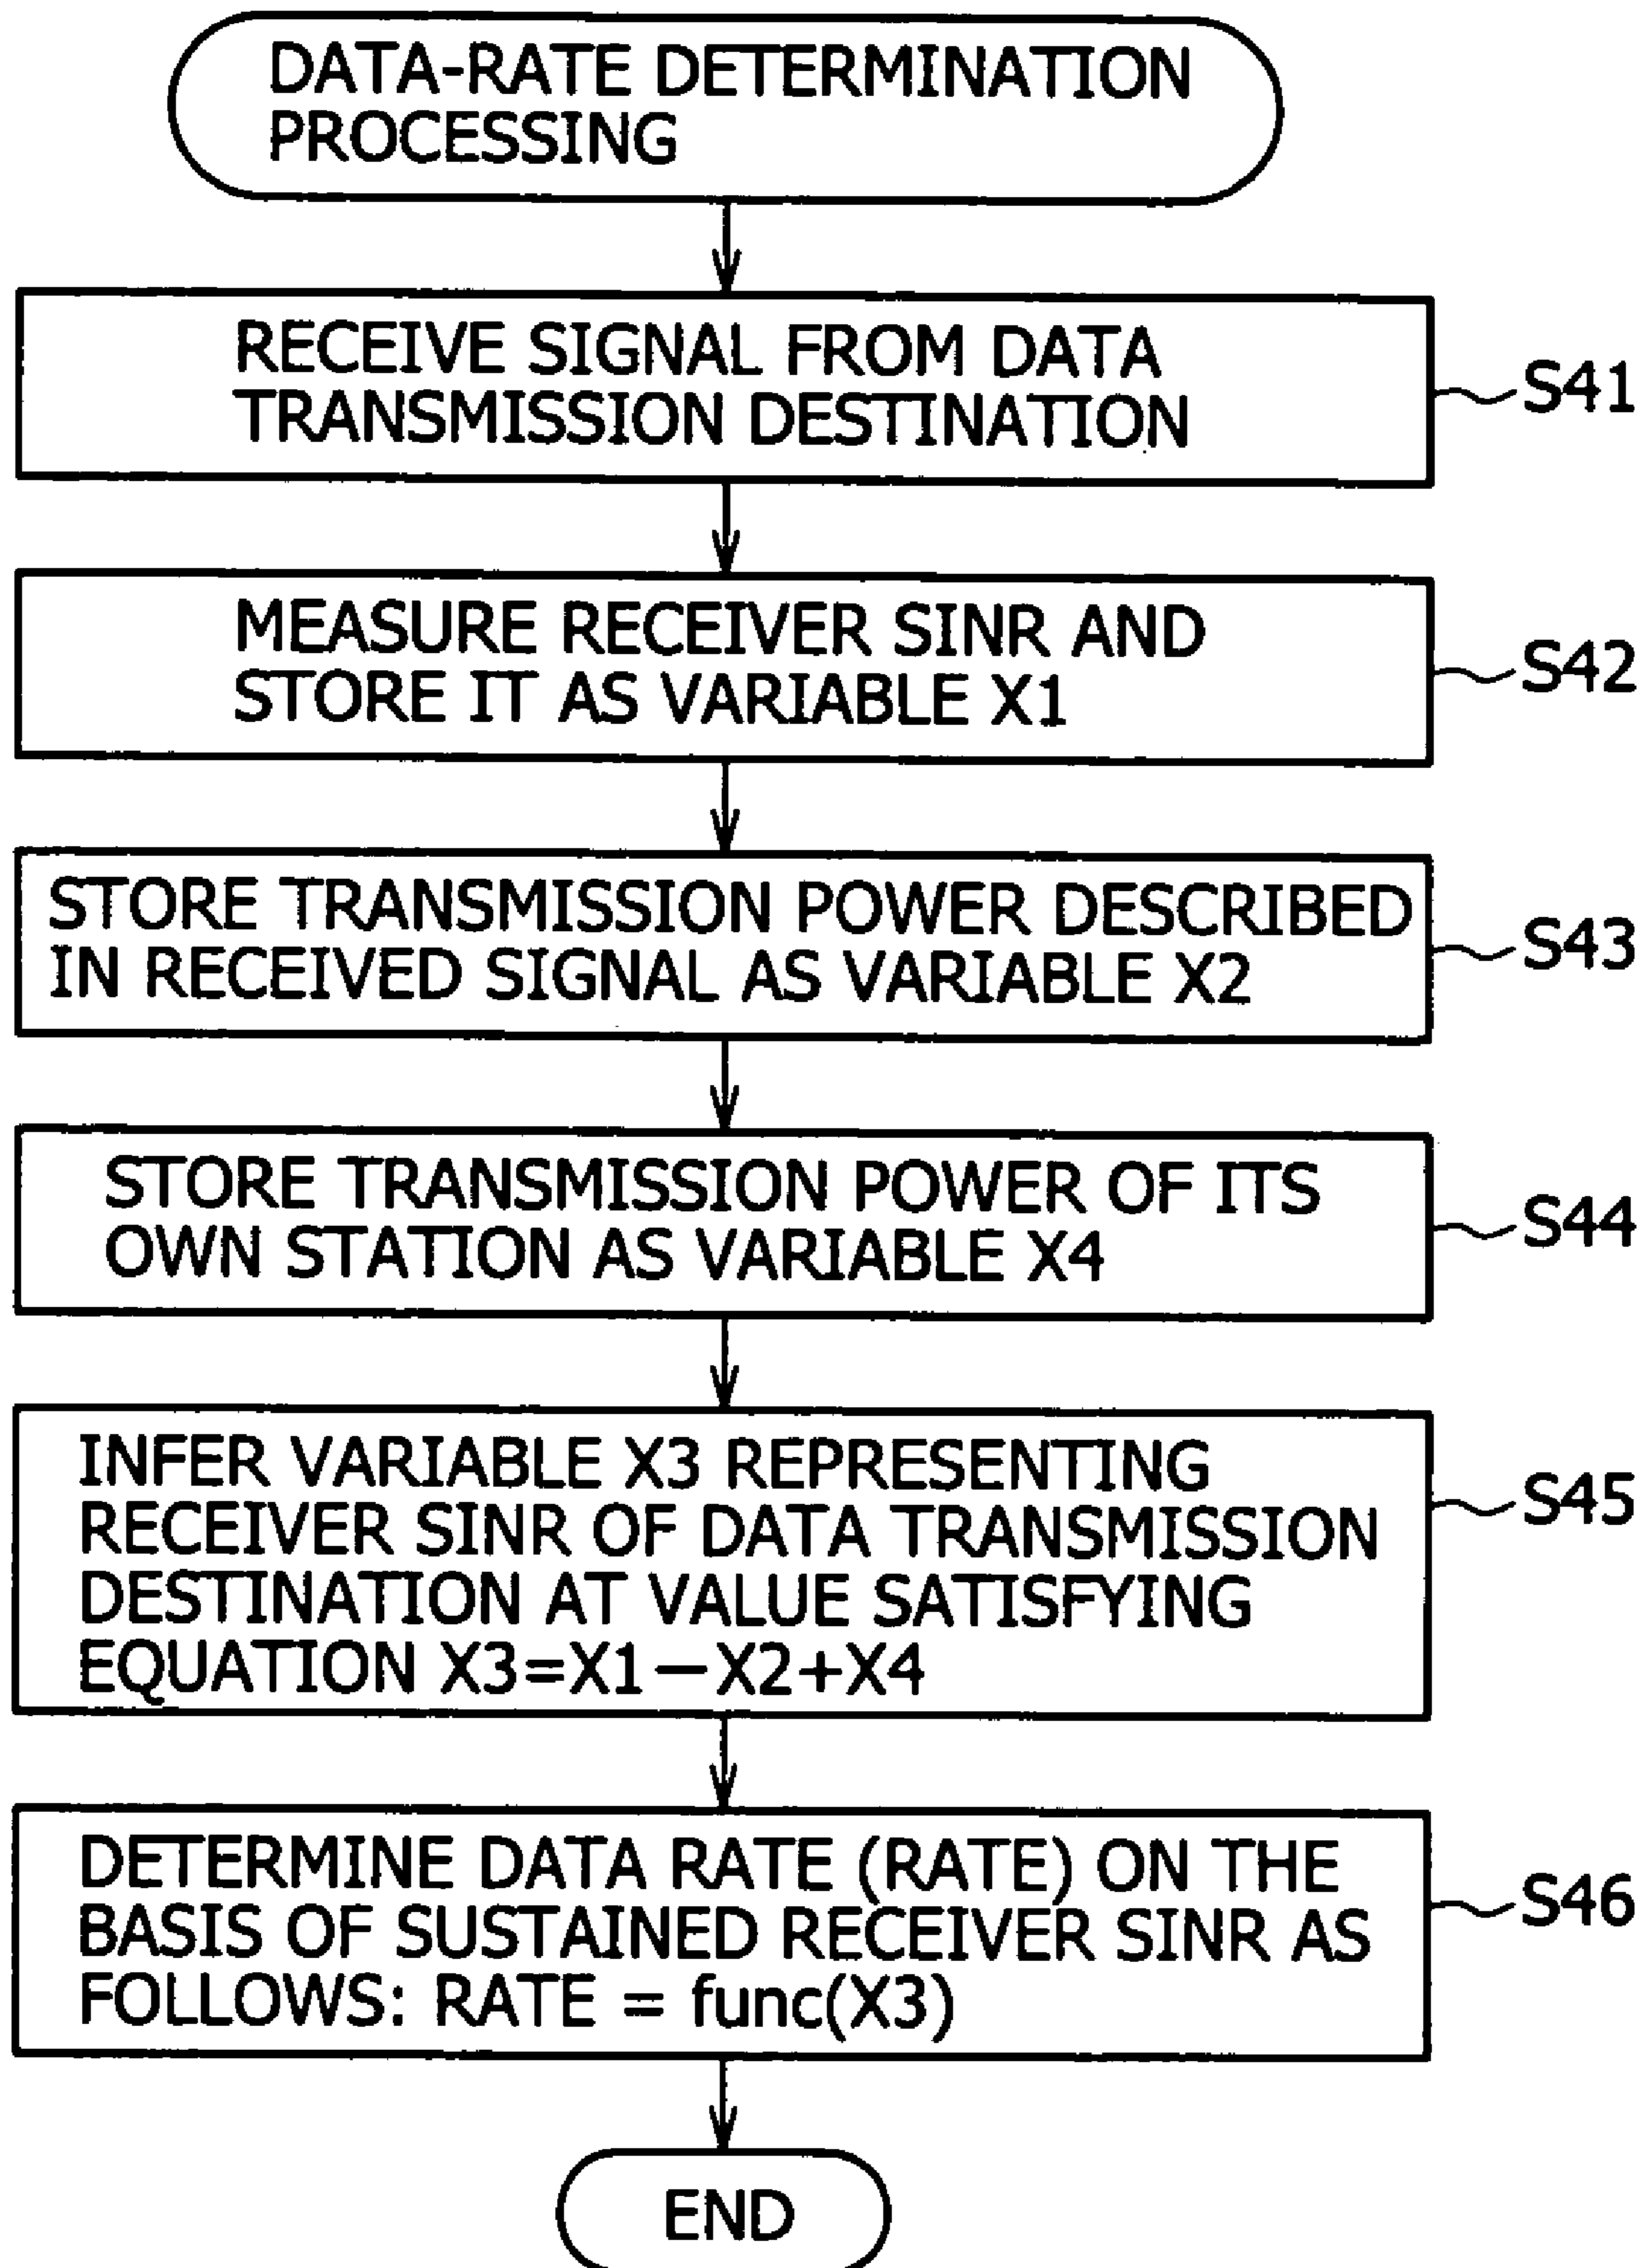 DATA-RATE DETERMINATION
PROCESSING
RECEIVE SIGNAL FROM DATA
TRANSMISSION DESTINATION
S41
MEASURE RECEIVER SINR AND
STORE IT AS VARIABLE X1
S42
STORE TRANSMISSION POWER DESCRIBED
IN RECEIVED SIGNAL AS VARIABLE X2
S43
STORE TRANSMISSION POWER OF ITS
OWN STATION AS VARIABLE X4
S44
INFER VARIABLE X3 REPRESENTING
RECEIVER SINR OF DATA TRANSMISSION
DESTINATION AT VALUE SATISFYING
EQUATION X3=X1—X2+X4
S45
DETERMINE DATA RATE (RATE) ON THE
BASIS OF SUSTAINED RECEIVER SINR AS
FOLLOWS: RATE = func(X3)
S46
END